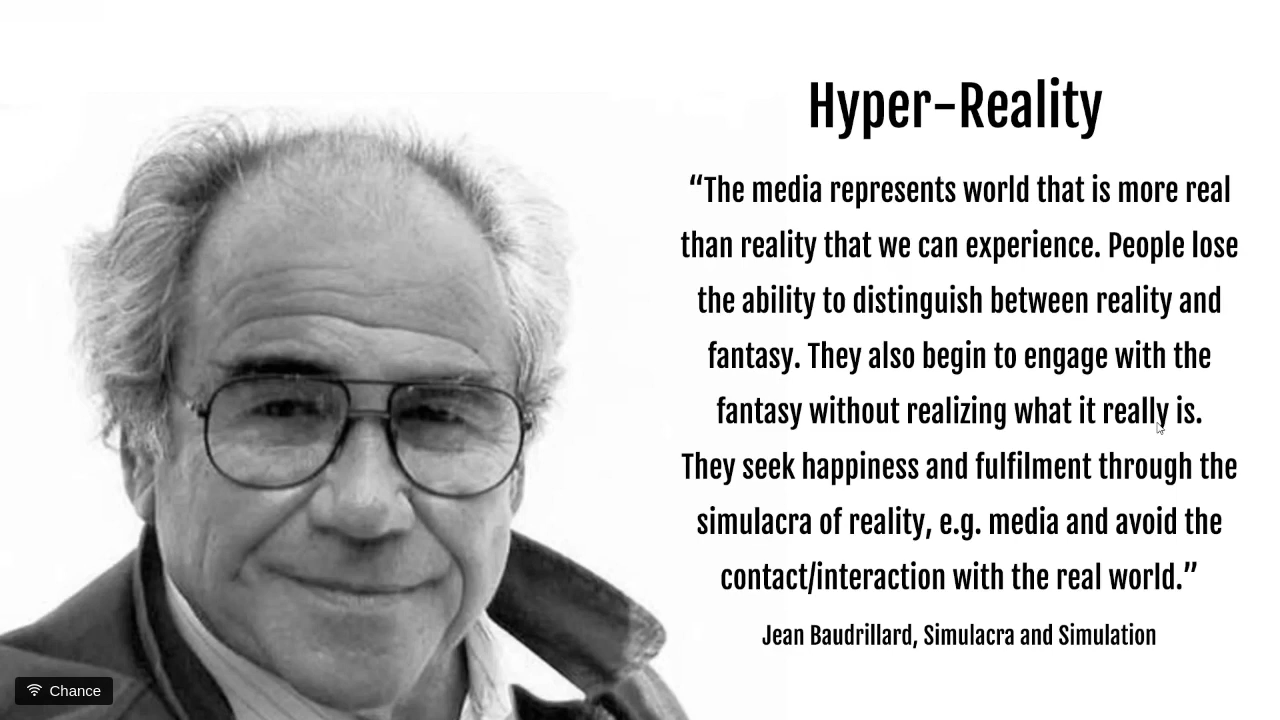 Hyper-Reality
“The media represents world that is more real
than reality that we can experience. People lose
the ability to distinguish between reality and
fantasy. They also begin to engage with the
fantasy without realizing what it really is.
They seek happiness and fulfilment through the
simulacra of reality, e.g. media and avoid the
contact/interaction with the real world.”
Jean Baudrillard, Simulacra and Simulation
Chance